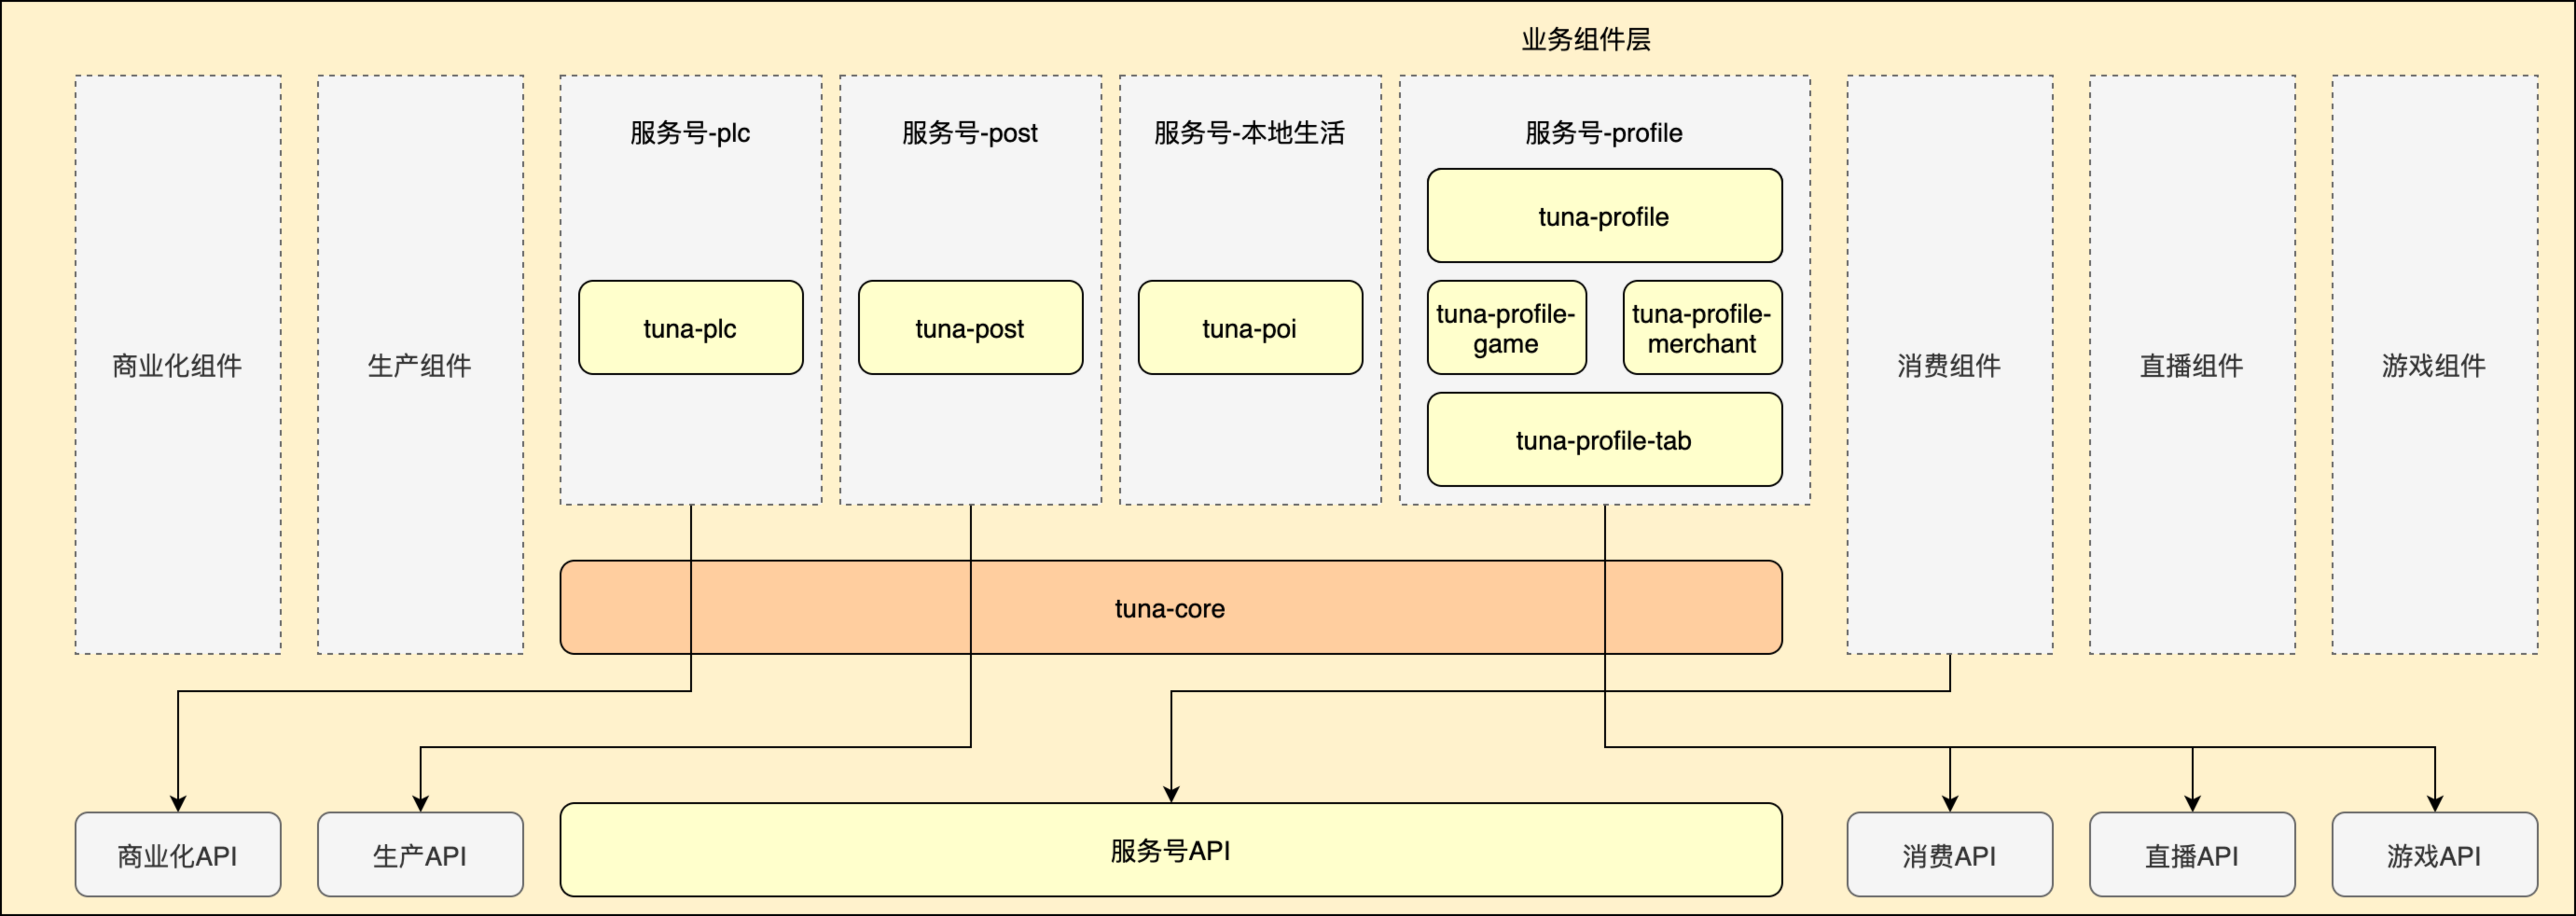 业务组件层
商业化组件
生产组件
服务号-plc
tuna-plc
服务号-post
tuna-post
服务号-本地生活
tuna-poi
服务号-profile
tuna-profile
tuna-profile-
game
tuna-profile-
merchant
tuna-profile-tab
消费组件
直播组件
游戏组件
tuna-core
商业化API
生产API
服务号API
消费API
直播API
游戏API